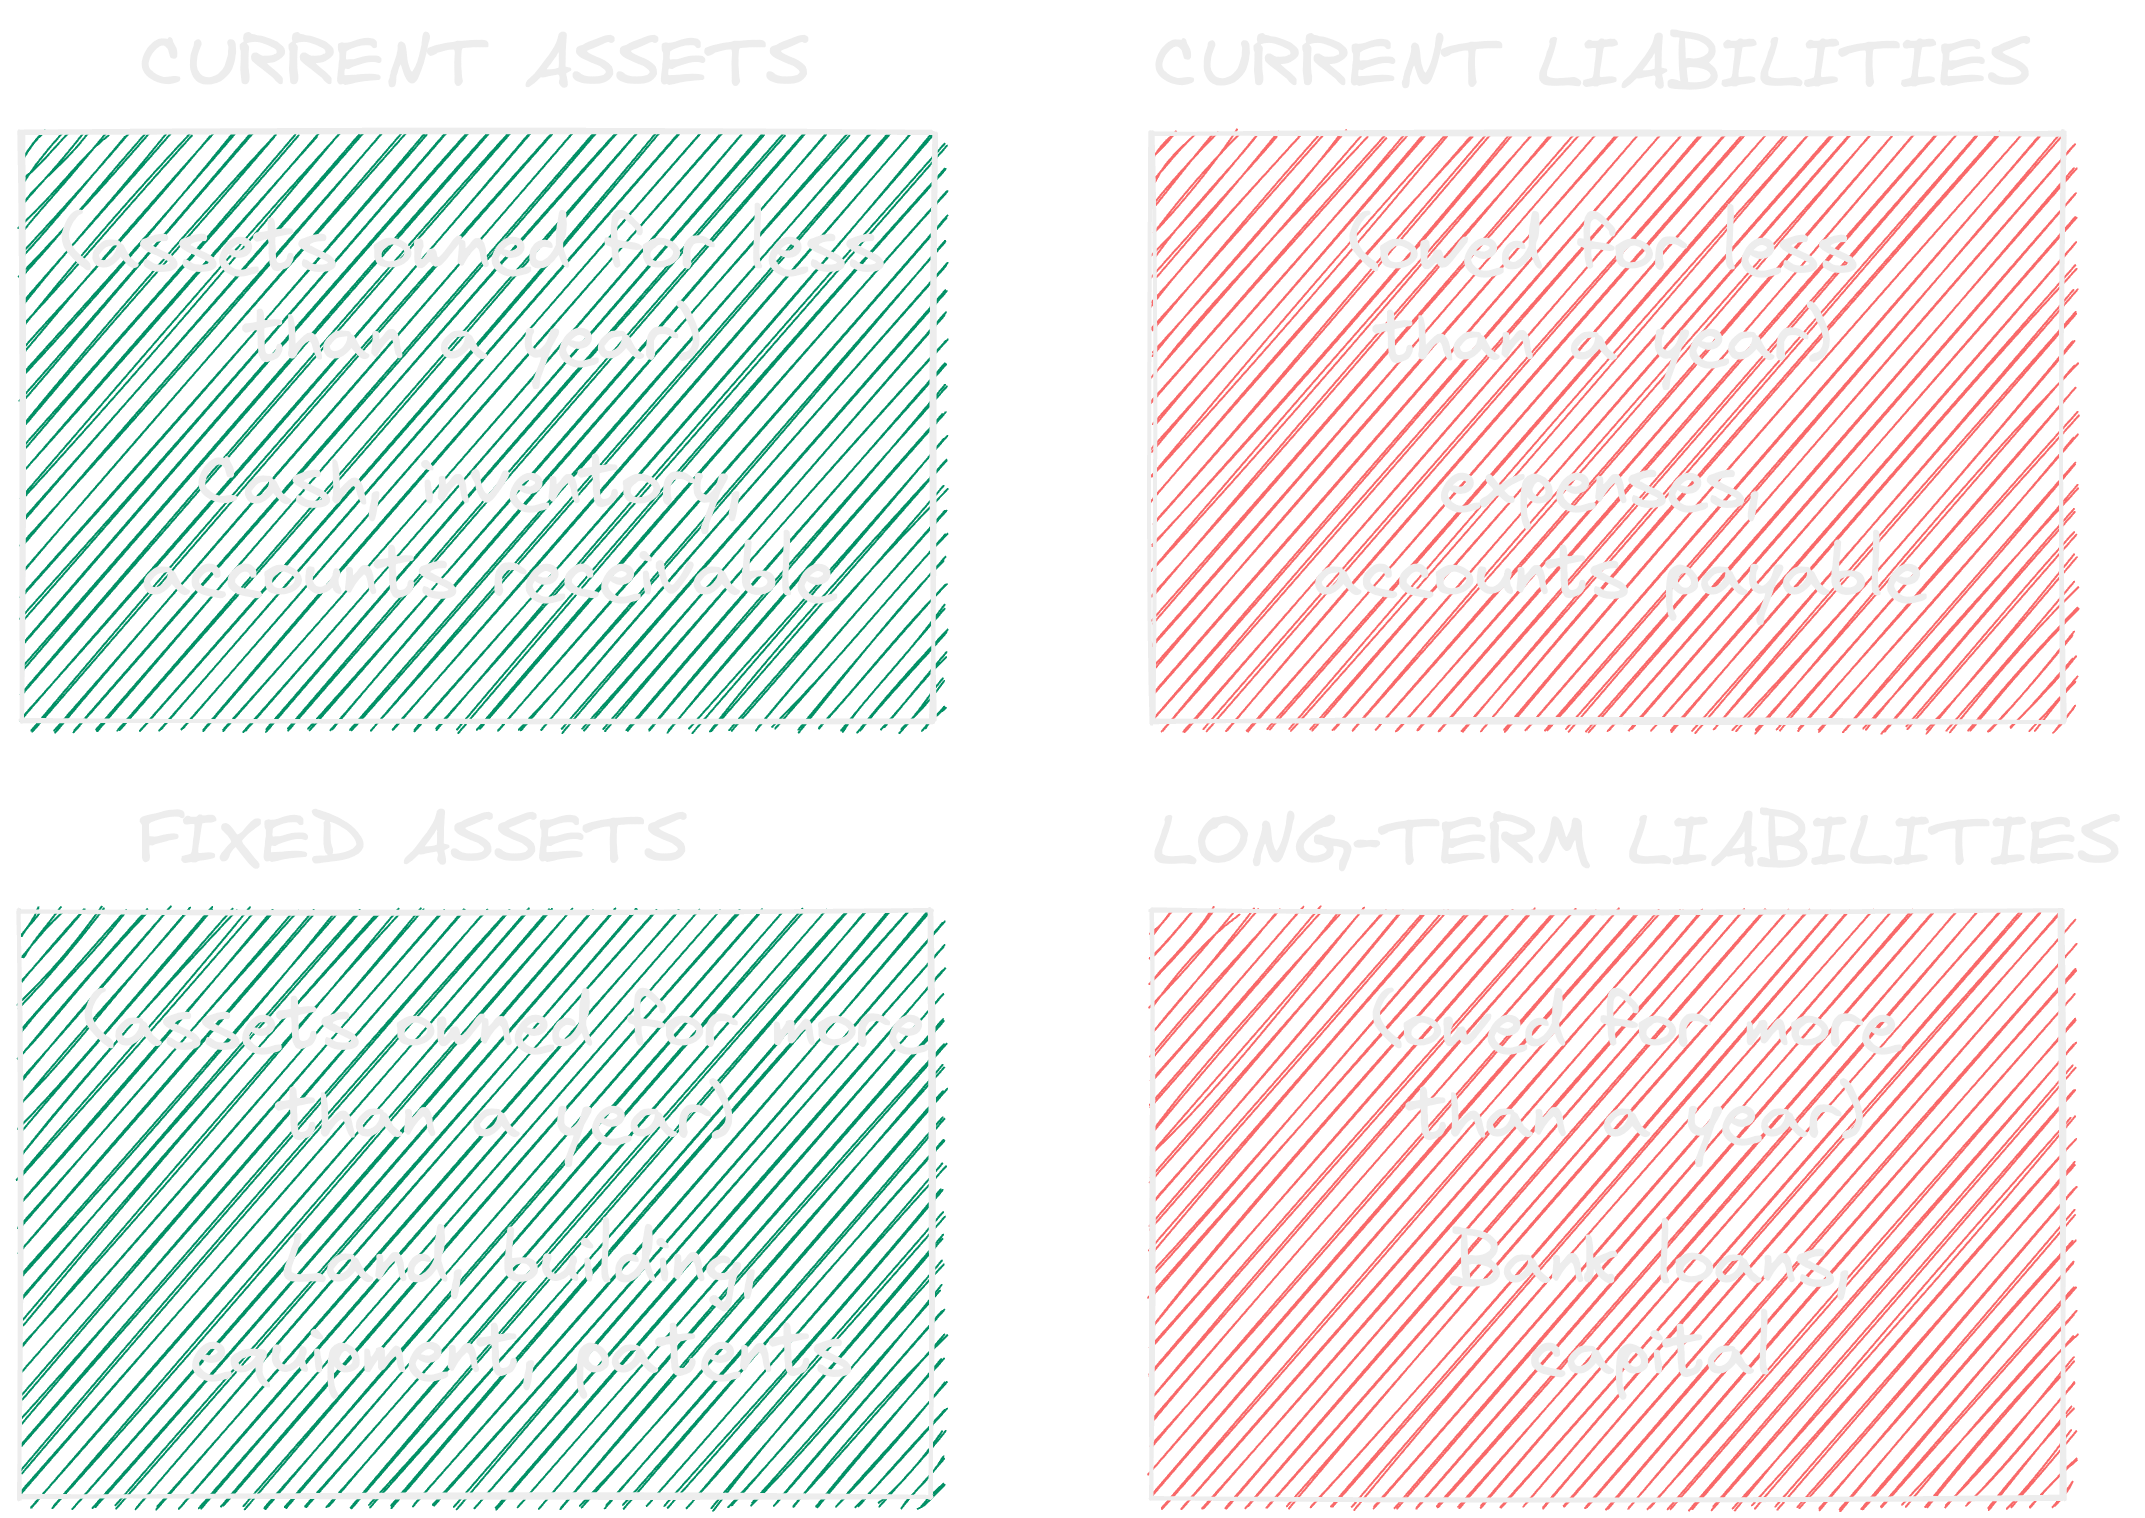 CURRENT ASSETS
(assets owned for less
than a year)
Cash, inventory,
accounts receivable
CURRENT LIABILITIES
(owed for less
than a year)
expenses,
accounts payable
FIXED ASSETS
(assets owned for more
than a year)
Land, building,
equipment, patents
LONG-TERM LIABILITIES
(owed for more
than a year)
Bank loans,
capital